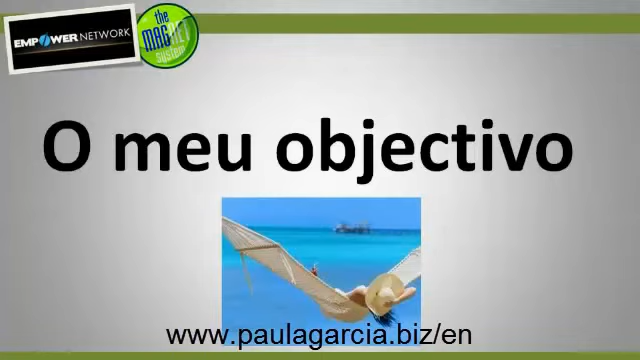 EMPOWER NETWORK
the
MAGNET
system
O meu objectivo
www.paulagarcia.biz/en